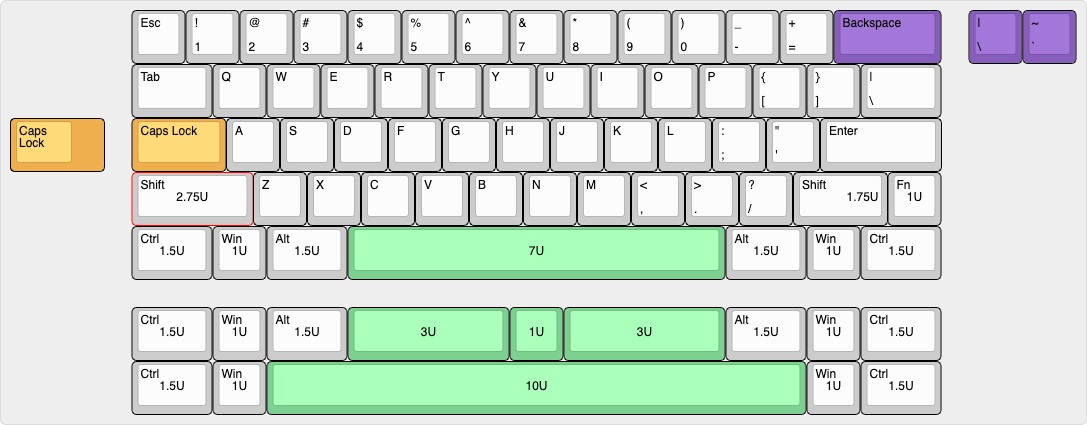 Esc ! @ # $ % ^ & * ( ) _ + Backspace | ~
1 2 3 4 5 6 7 8 9 0 - = \ `
Tab Q W E R T Y U I O P { } |
[ ] \
Caps Lock Caps Lock A S D F G H J K L : " Enter
; '
Shift Z X C V B N M < > ? Shift Fn
2.75U 1.75U 1U
, . /
Ctrl Win Alt Alt Win Ctrl
1.5U 1U 1.5U 7U 1.5U 1U 1.5U
Ctrl Win Alt Alt Win Ctrl
1.5U 1U 1.5U 3U 1U 3U 1.5U 1U 1.5U
Ctrl Win Win Ctrl
1.5U 1U 10U 1U 1.5U